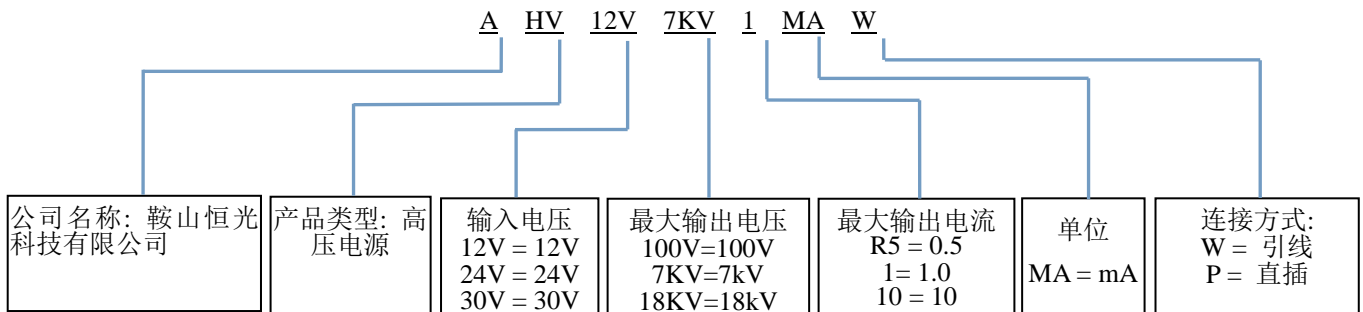 A HV 12V 7KV 1 MA W
公司名称: 鞍山恒光
科技有限公司
产品类型: 高
压电源
输入电压
12V = 12V
24V = 24V
30V = 30V
最大输出电压
100V=100V
7KV=7kV
18KV=18kV
最大输出电流
R5 = 0.5
1= 1.0
10 = 10
单位
MA = mA
连接方式:
W = 引线
P = 直插